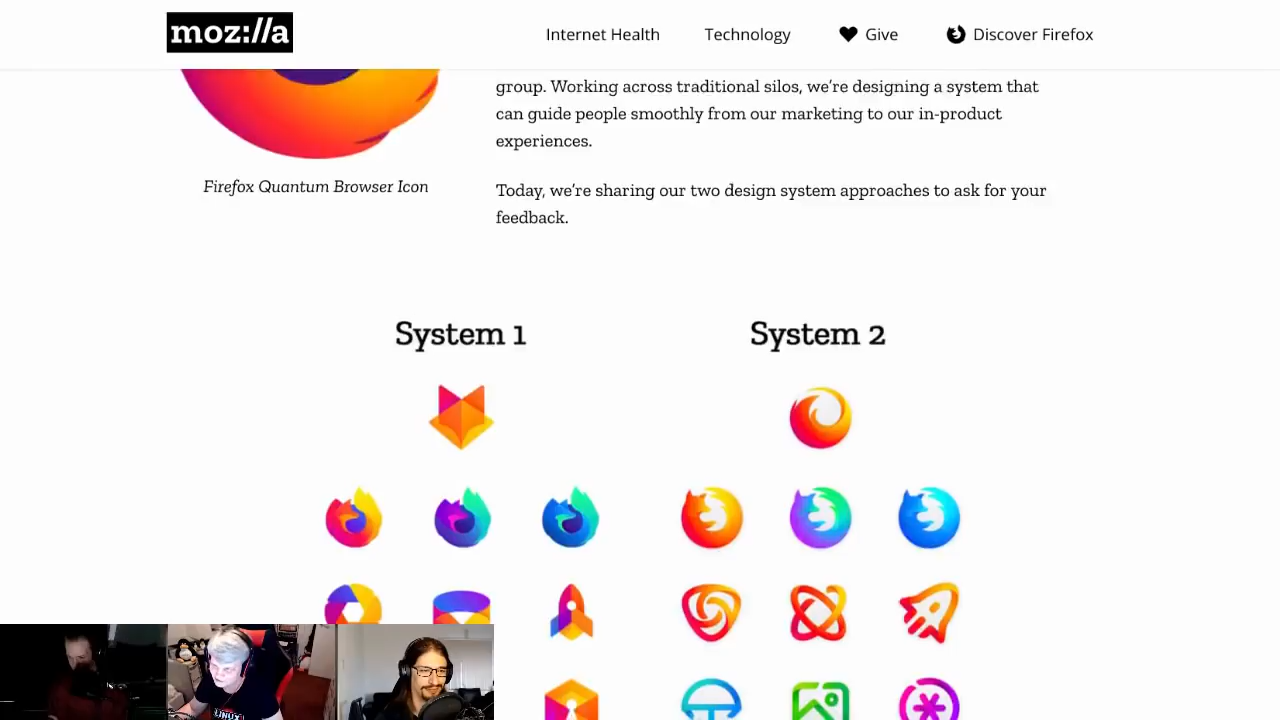 moz://a
Internet Health
Technology
Give
Discover Firefox
group. Working across traditional silos, we’re designing a system that
can guide people smoothly from our marketing to our in-product
experiences.
Firefox Quantum Browser Icon
Today, we’re sharing our two design system approaches to ask for your
feedback.
System 1
System 2
LINUX